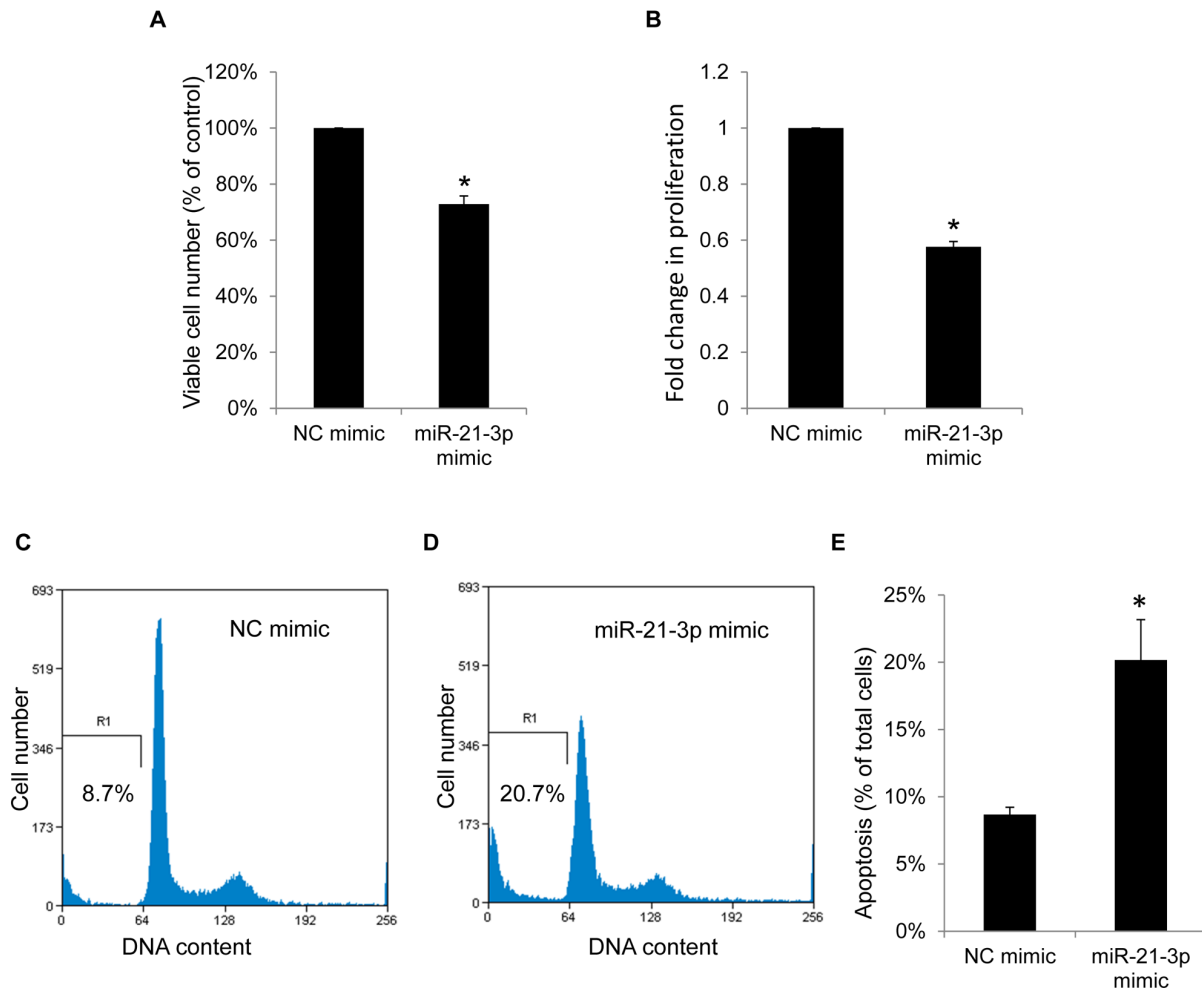 A
Viable cell number (% of control)
120%
100%
80%
60%
40%
20%
0%
*
NC mimic
miR-21-3p
mimic
B
Fold change in proliferation
1.2
1
0.8
0.6
0.4
0.2
0
*
NC mimic
miR-21-3p
mimic
C
Cell number
693
519
346
173
0
NC mimic
R1
8.7%
0 64 128 192 256
DNA content
D
Cell number
693
519
346
173
0
miR-21-3p mimic
R1
20.7%
0 64 128 192 256
DNA content
E
Apoptosis (% of total cells)
25%
20%
15%
10%
5%
0%
*
NC mimic
miR-21-3p
mimic